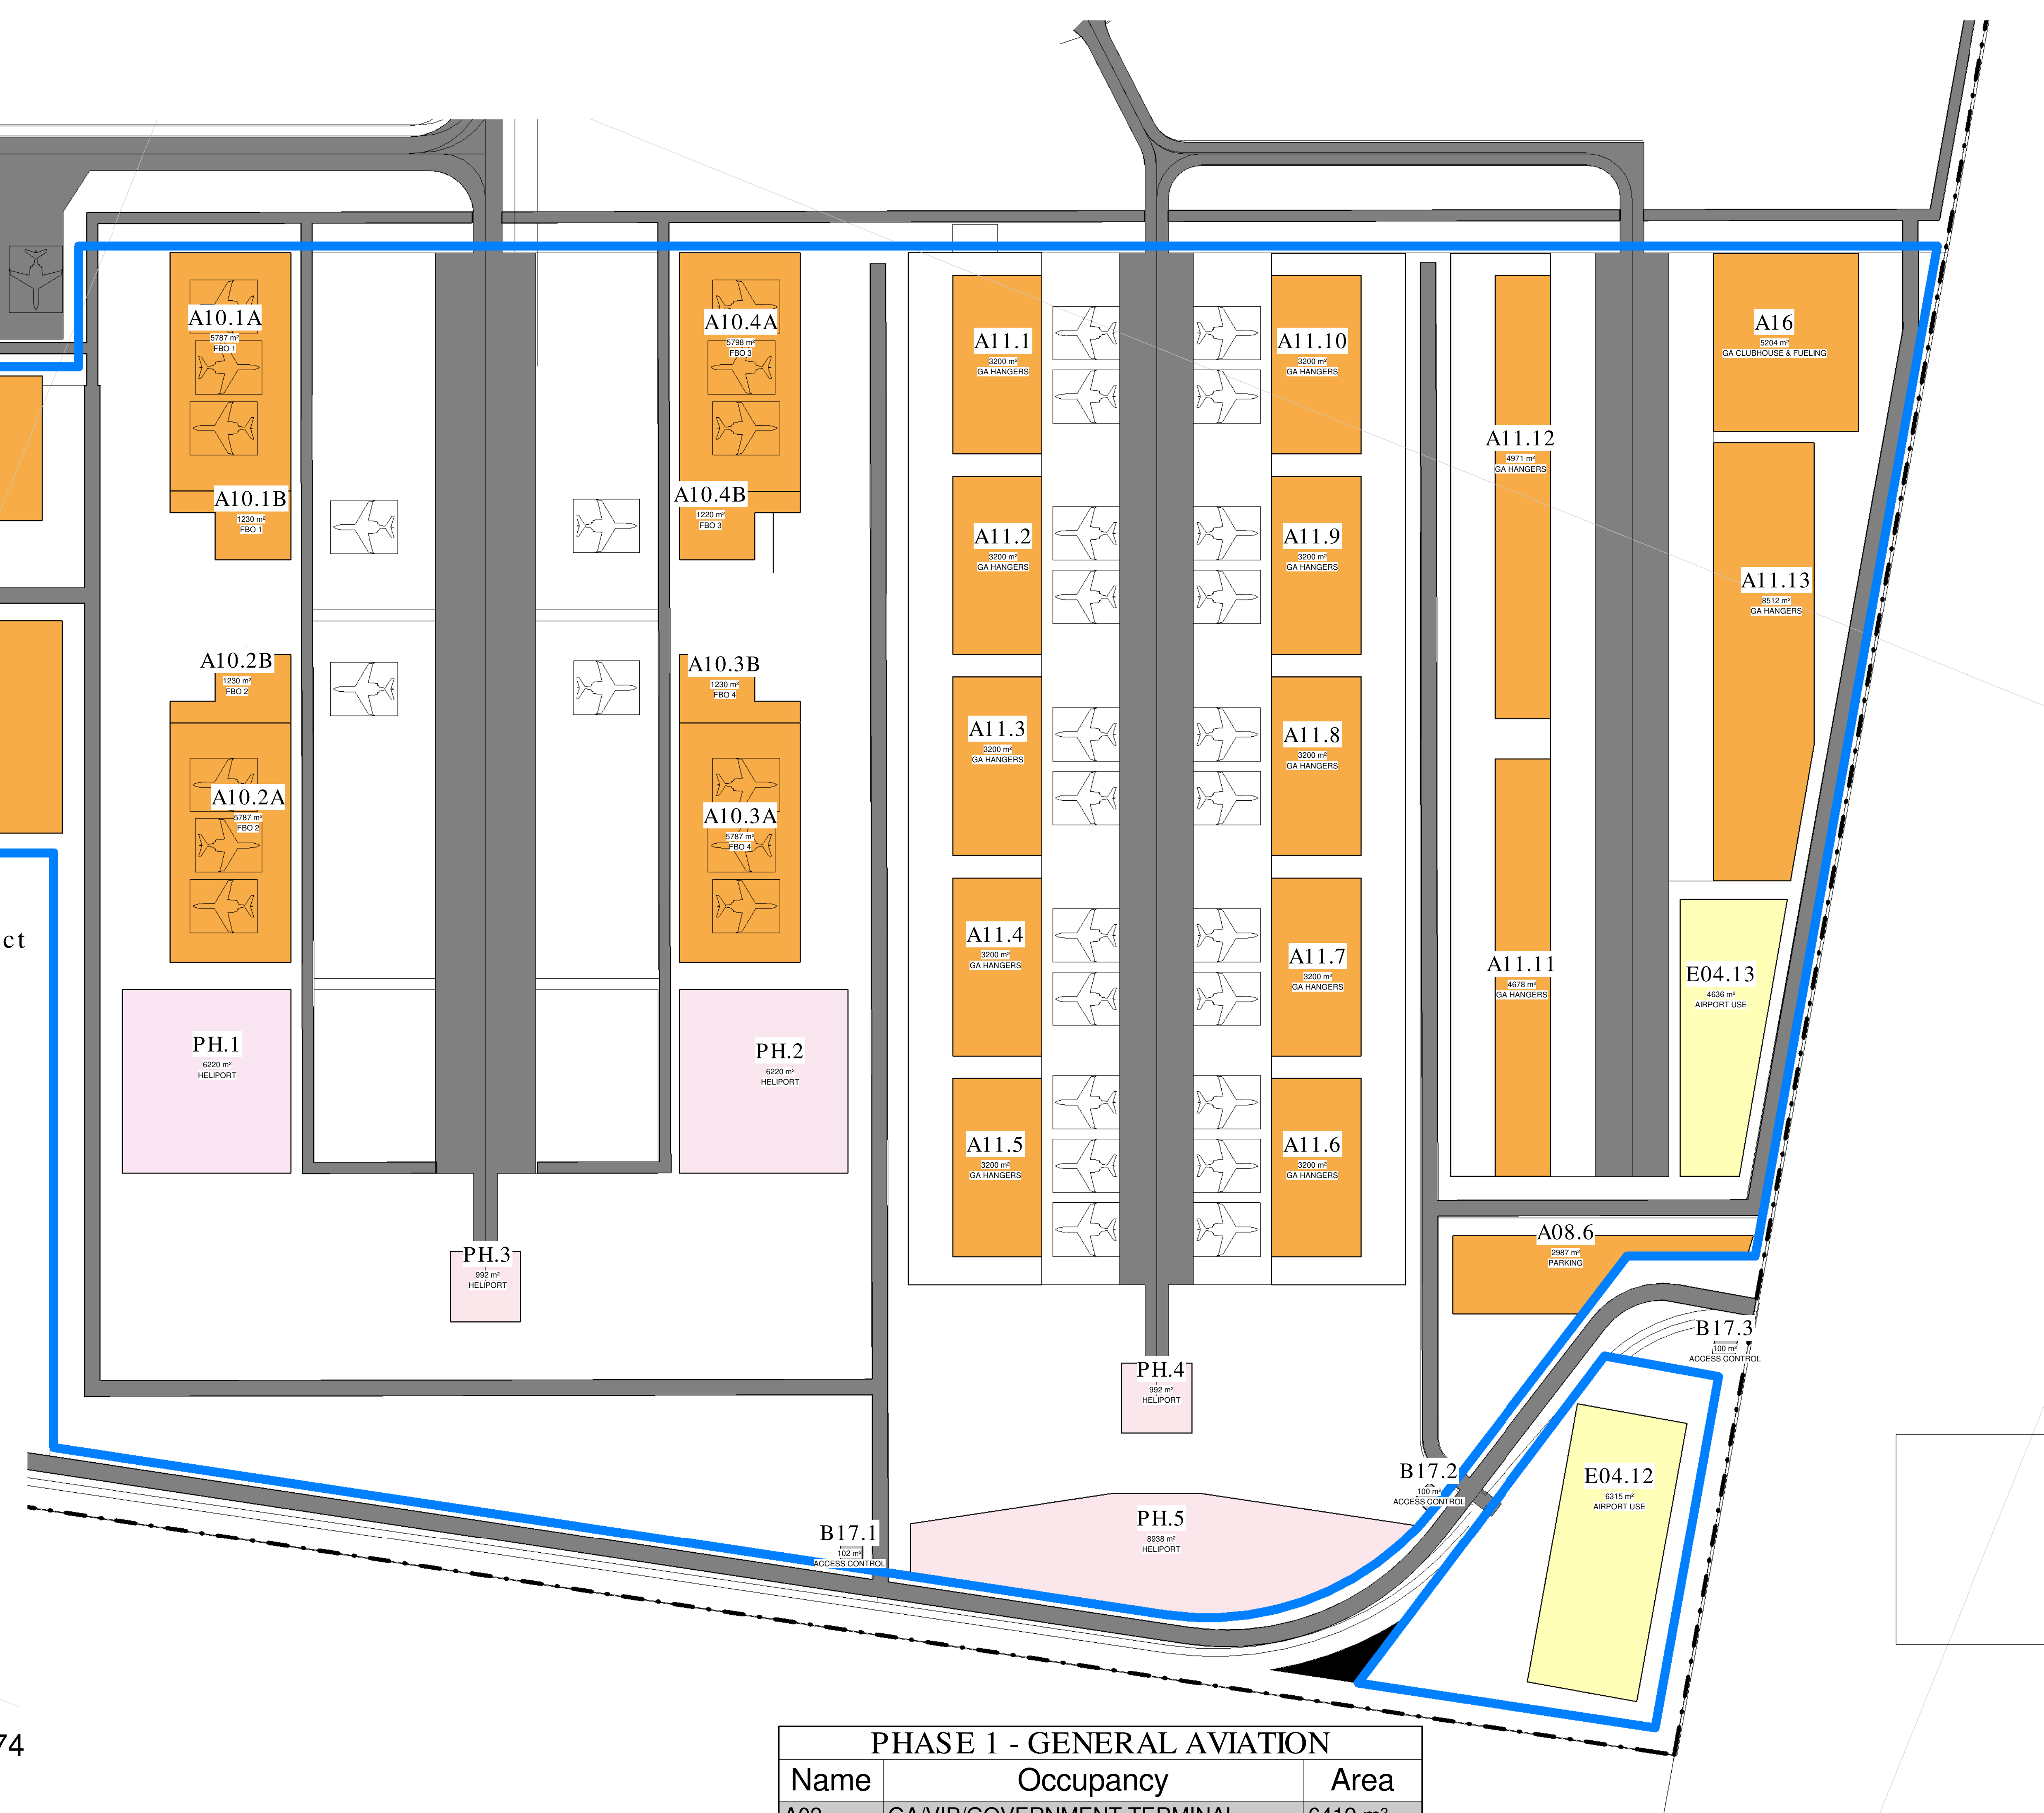 A10.1A
5787 m²
FBO 1
A10.4A
5798 m²
FBO 3
A11.1
3200 m²
GA HANGERS
A11.10
3200 m²
GA HANGERS
A16
5204 m²
GA CLUBHOUSE & FUELING
A11.12
4971 m²
GA HANGERS
A10.1B
1230 m²
FBO 1
A10.4B
1220 m²
FBO 3
A11.2
3200 m²
GA HANGERS
A11.9
3200 m²
GA HANGERS
A11.13
8512 m²
GA HANGERS
A10.2B
1230 m²
FBO 2
A10.3B
1230 m²
FBO 4
A11.3
3200 m²
GA HANGERS
A11.8
3200 m²
GA HANGERS
A10.2A
5787 m²
FBO 2
A10.3A
5787 m²
FBO 4
ct
A11.4
3200 m²
GA HANGERS
A11.7
3200 m²
GA HANGERS
A11.11
4678 m²
GA HANGERS
E04.13
4636 m²
AIRPORT USE
PH.1
6220 m²
HELIPORT
PH.2
6220 m²
HELIPORT
A11.5
3200 m²
GA HANGERS
A11.6
3200 m²
GA HANGERS
PH.3
992 m²
HELIPORT
A08.6
2987 m²
PARKING
B17.3
100 m²
ACCESS CONTROL
PH.4
992 m²
HELIPORT
B17.2
100 m²
ACCESS CONTROL
E04.12
6315 m²
AIRPORT USE
B17.1
102 m²
ACCESS CONTROL
PH.5
8938 m²
HELIPORT
74
PHASE 1 - GENERAL AVIATION
Name Occupancy Area
A02 GA/VIP/GOVERNMENT TERMINAL 6410 m²